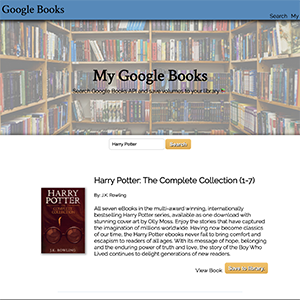 Google Books
Search My
My Google Books
Search Google Books API and save volumes to your library
Harry Potter
Search
Harry Potter: The Complete Collection (1-7)
By J.K. Rowling
HARRY
POTTER
COMPLETE
COLLECTION
J.K. ROWLING
All seven eBooks in the multi-award winning, internationally
bestselling Harry Potter series, available as one download with
stunning cover art by Olly Moss. Enjoy the stories that have captured
the imagination of millions worldwide. Having now become classics
of our time, the Harry Potter ebooks never fail to bring comfort and
escapism to readers of all ages. With its message of hope, belonging
and the enduring power of truth and love, the story of the Boy Who
Lived continues to delight generations of new readers.
View Book
Save to Library